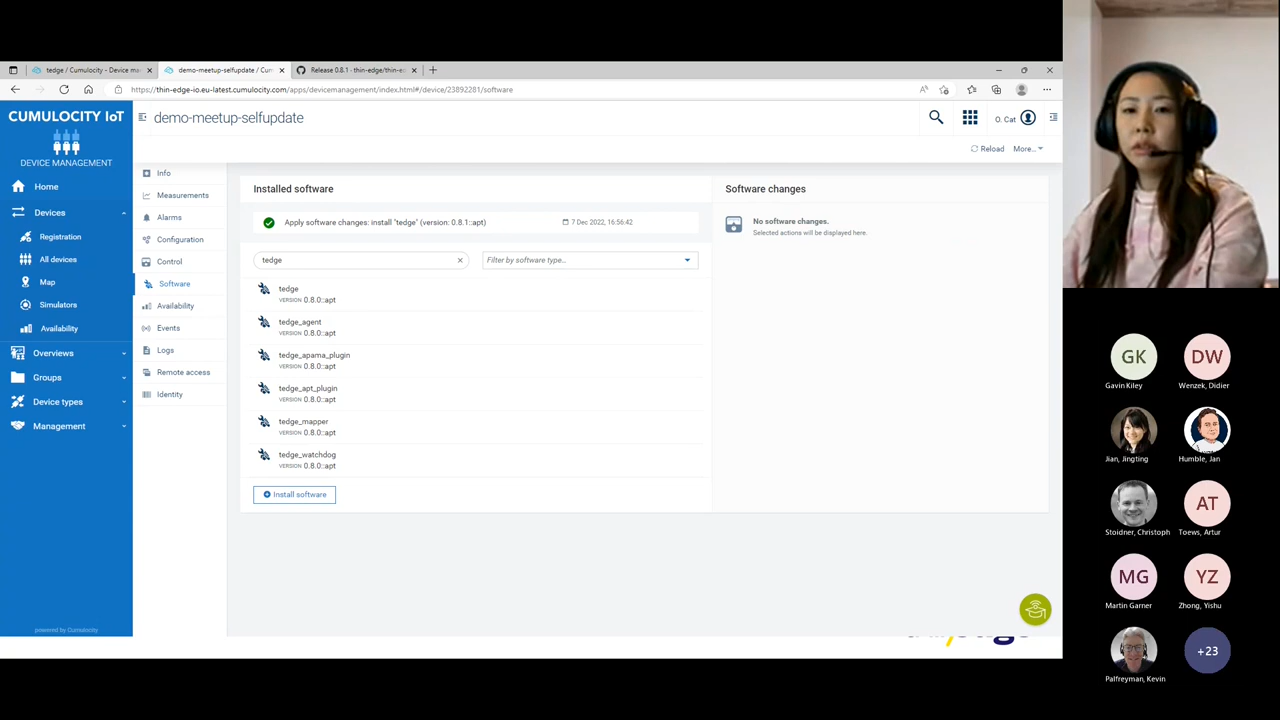 tedge / Cumulocity - Device ma
demo-meetup-selfupdate / Cum
Release 0.8.1 · thin-edge/thin-e
https://thin-edge-io.eu-latest.cumulocity.com/apps/devicemanagement/index.html#/device/23892281/software
CUMULOCITY IoT
DEVICE MANAGEMENT
Home
Devices
Registration
All devices
Map
Simulators
Availability
Overviews
Groups
Device types
Management
powered by Cumulocity
demo-meetup-selfupdate
O. Cat
Reload
More...
Info
Measurements
Alarms
Configuration
Control
Software
Availability
Events
Logs
Remote access
Identity
Installed software
Apply software changes: install "tedge" (version: 0.8.1::apt)
7 Dec 2022, 16:56:42
tedge
Filter by software type...
tedge
VERSION 0.8.0::apt
tedge_agent
VERSION 0.8.0::apt
tedge_apama_plugin
VERSION 0.8.0::apt
tedge_apt_plugin
VERSION 0.8.0::apt
tedge_mapper
VERSION 0.8.0::apt
tedge_watchdog
VERSION 0.8.0::apt
Install software
Software changes
No software changes.
Selected actions will be displayed here.
GK
Gavin Kiley
DW
Wenzek, Didier
Jian, Jingting
Humble, Jan
Stoidner, Christoph
AT
Toews, Artur
MG
Martin Garner
YZ
Zhong, Yishu
Palfreyman, Kevin
+23